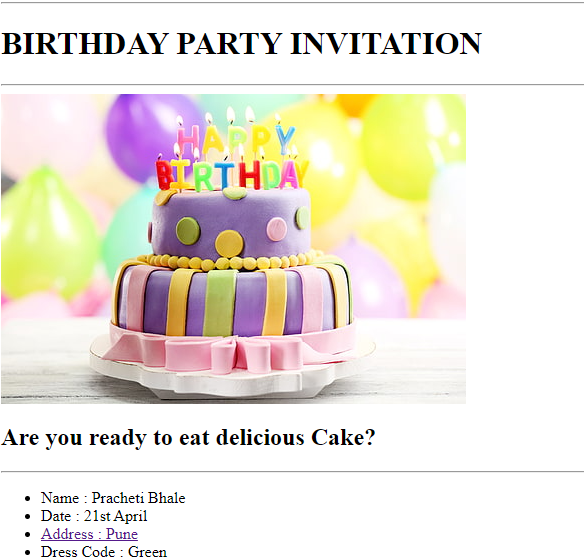 BIRTHDAY PARTY INVITATION
HAPPY
BIRTHDAY
Are you ready to eat delicious Cake?
Name : Pracheti Bhale
Date : 21st April
Address : Pune
Dress Code : Green